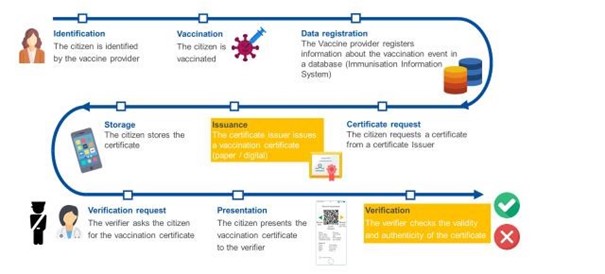 Identification
The citizen is identified
by the vaccine provider
Vaccination
The citizen is
vaccinated
Data registration
The Vaccine provider registers
information about the vaccination event in
a database (Immunisation Information
System)
Storage
The citizen stores the
certificate
Issuance
The certificate issuer issues
a vaccination certificate
(paper / digital)
Certificate request
The citizen requests a certificate
from a certificate Issuer
Verification request
The verifier asks the citizen
for the vaccination certificate
Presentation
The citizen presents the
vaccination certificate
to the verifier
Verification
The verifier checks the validity
and authenticity of the certificate